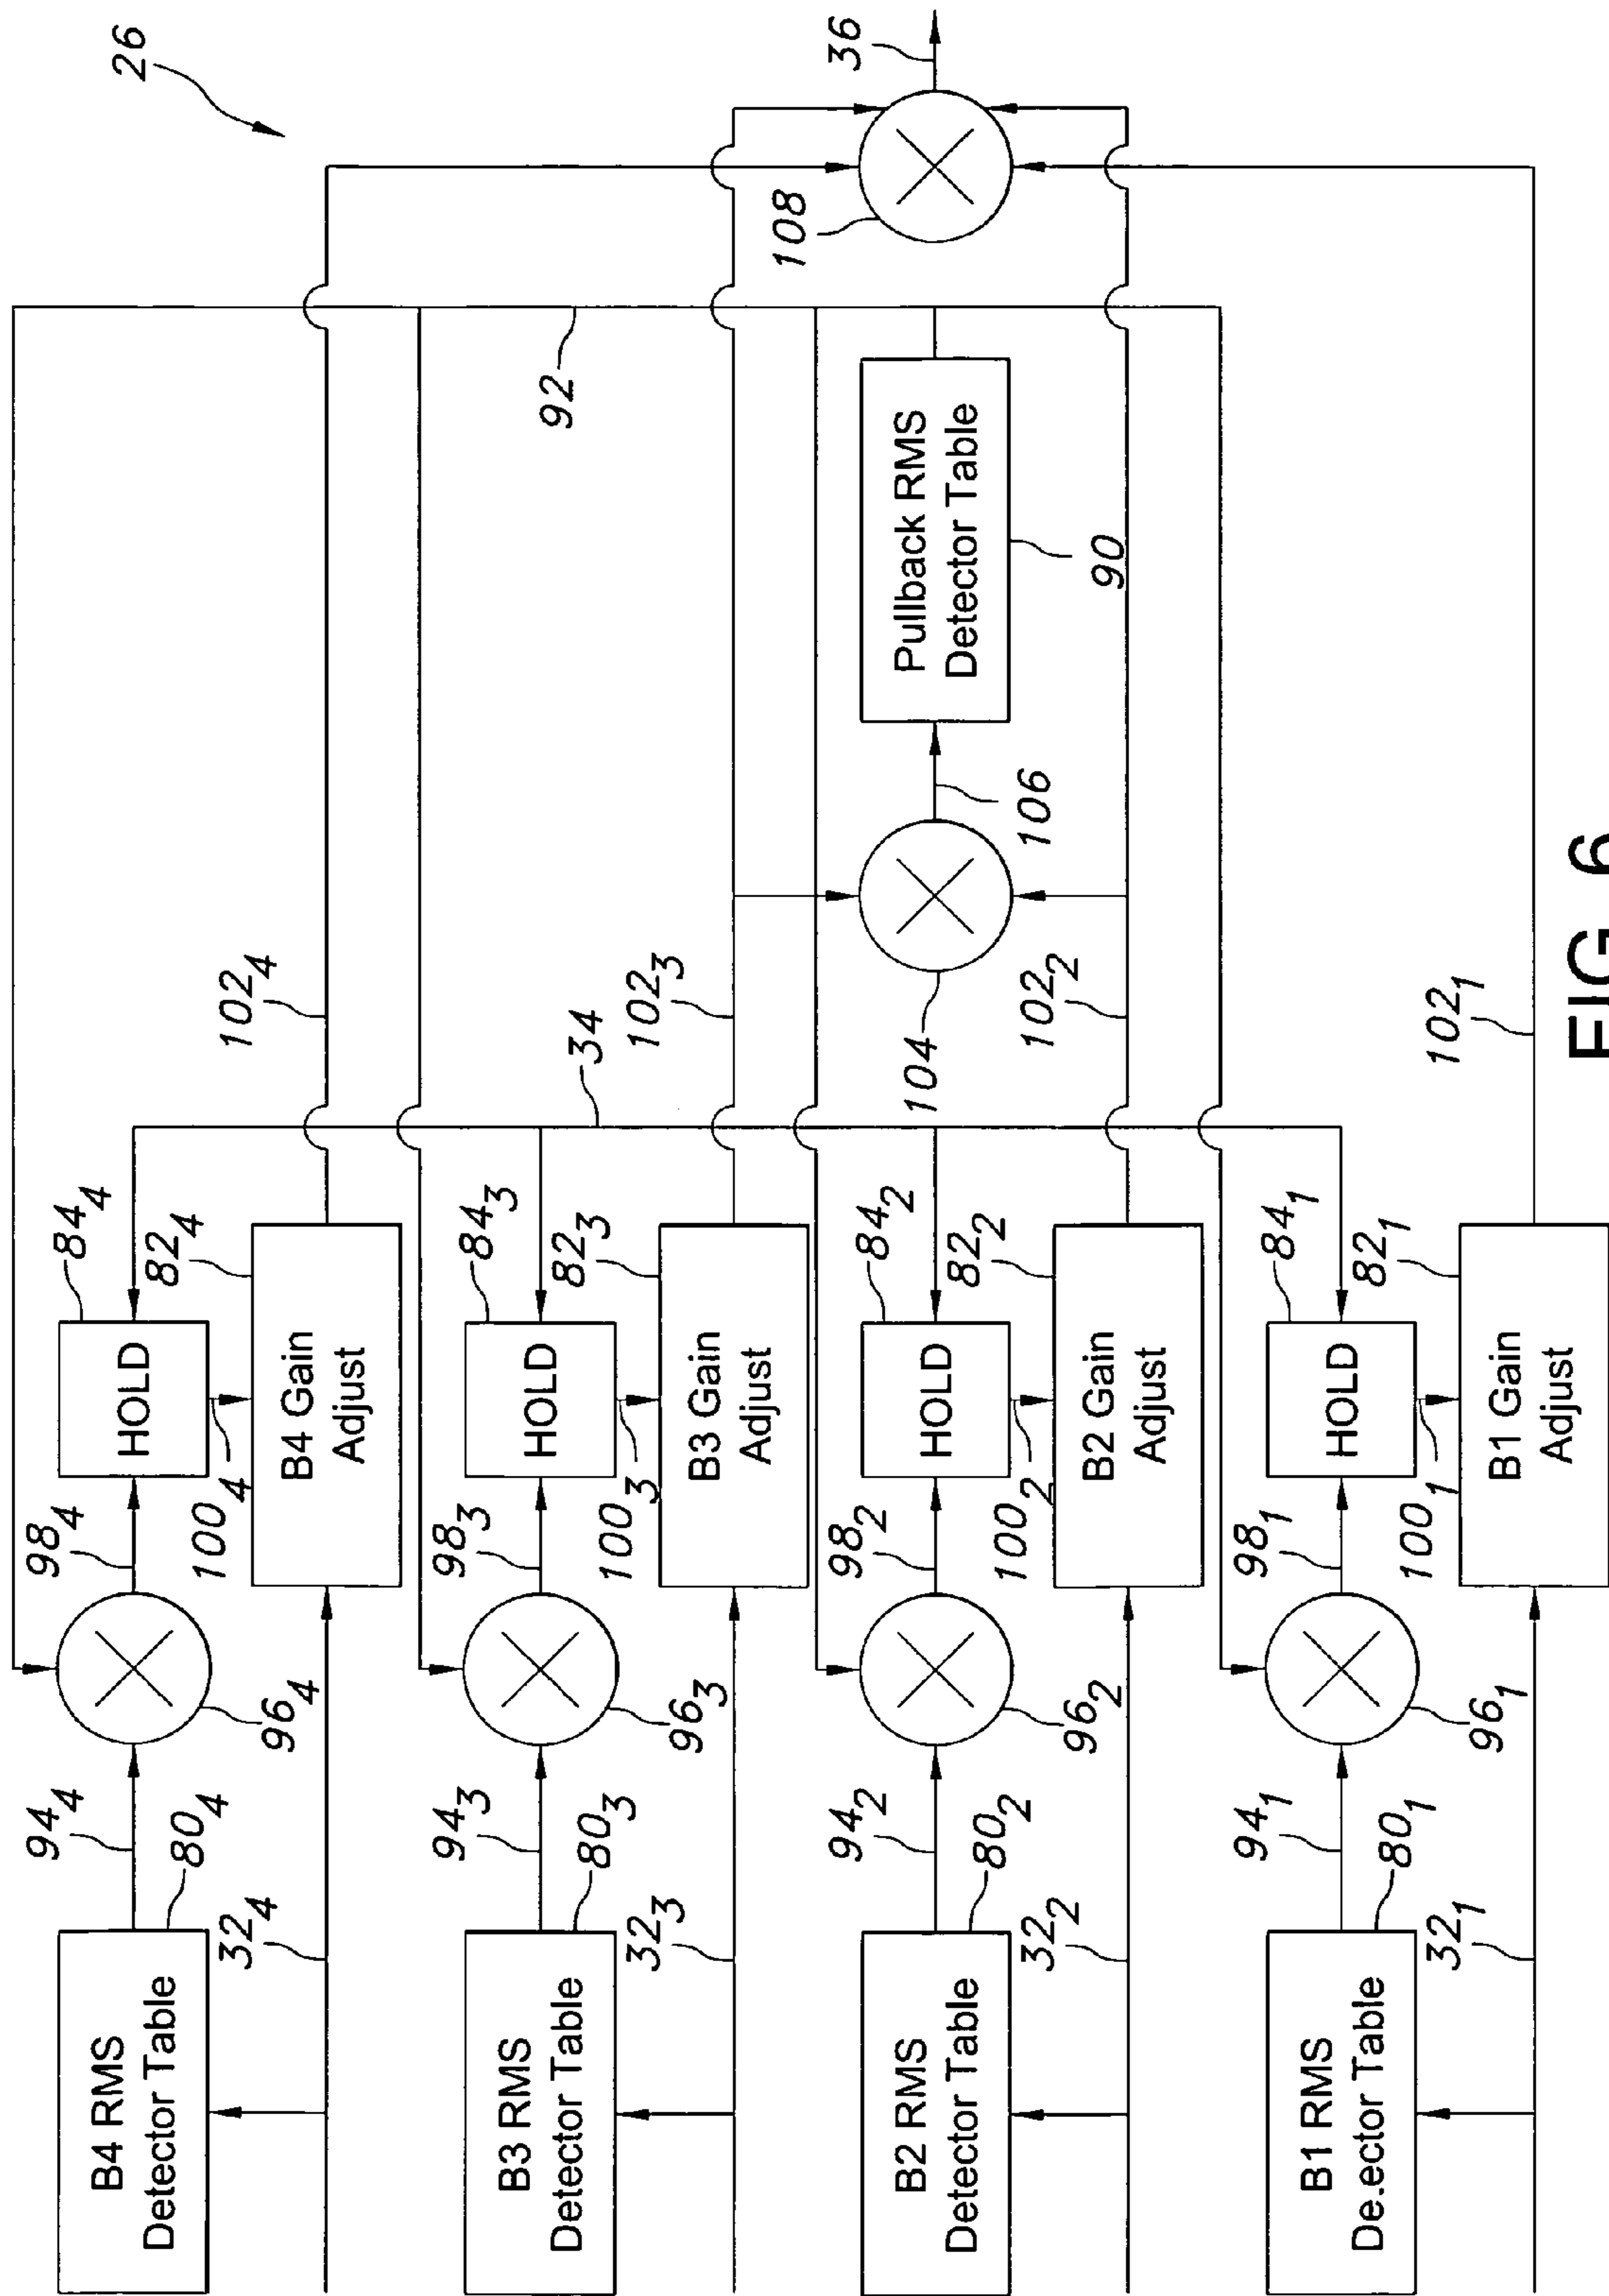 26
B4 RMS
Detector Table
80₄
94₄
96₄
98₄
HOLD
84₄
100₄
B4 Gain
Adjust
82₄
32₄
102₄
34
92
B3 RMS
Detector Table
80₃
94₃
96₃
98₃
HOLD
84₃
100₃
B3 Gain
Adjust
82₃
32₃
102₃
104
106
Pullback RMS
Detector Table
90
108
36
B2 RMS
Detector Table
80₂
94₂
96₂
98₂
HOLD
84₂
100₂
B2 Gain
Adjust
82₂
32₂
102₂
B1 RMS
De.ector Table
80₁
94₁
96₁
98₁
HOLD
84₁
100₁
B1 Gain
Adjust
82₁
32₁
102₁
FIG. 6